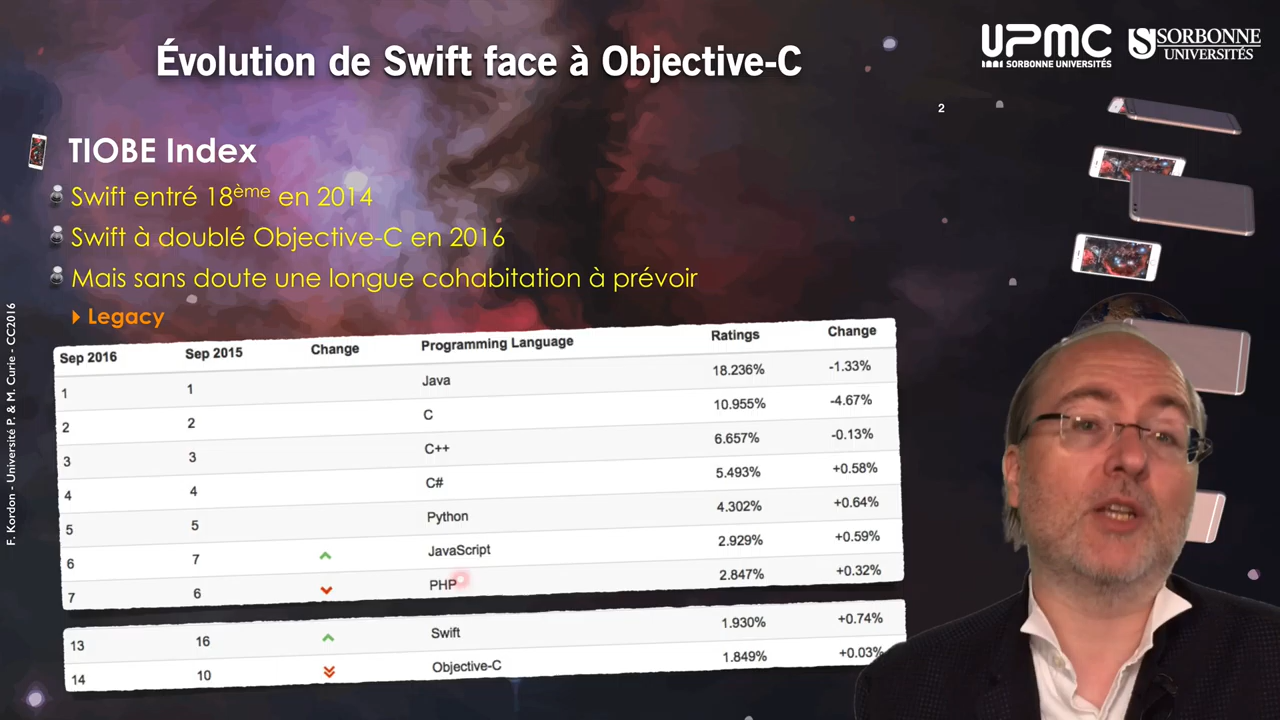 Évolution de Swift face à Objective-C
UPMC
SORBONNE UNIVERSITÉS
SORBONNE
UNIVERSITÉS
2
TIOBE Index
Swift entré 18ème en 2014
Swift à doublé Objective-C en 2016
Mais sans doute une longue cohabitation à prévoir
Legacy
Sep 2016 Sep 2015 Change Programming Language Ratings Change
1 1 Java 18.236% -1.33%
2 2 C 10.955% -4.67%
3 3 C++ 6.657% -0.13%
4 4 C# 5.493% +0.58%
5 5 Python 4.302% +0.64%
6 7 JavaScript 2.929% +0.59%
7 6 PHP 2.847% +0.32%
13 16 Swift 1.930% +0.74%
14 10 Objective-C 1.849% +0.03%
F. Kordon - Université P. & M. Curie - CC2016